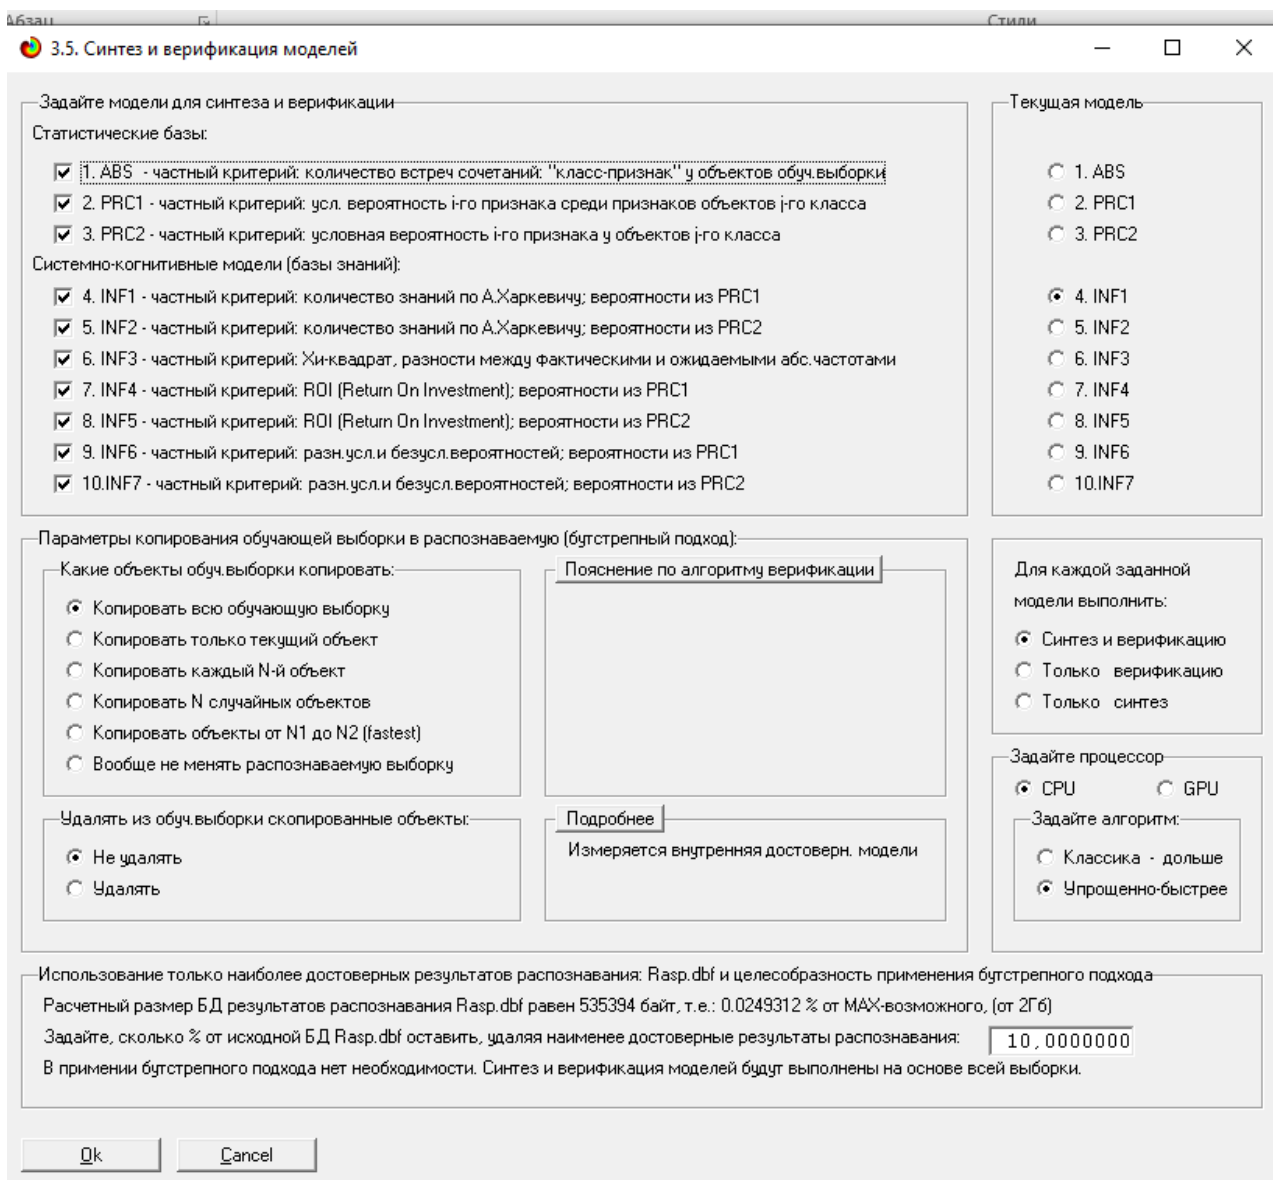 Абзац
Стили
3.5. Синтез и верификация моделей
Задайте модели для синтеза и верификации
Статистические базы:
1. ABS - частный критерий: количество встреч сочетаний: "класс-признак" у объектов обуч.выборки
2. PRC1 - частный критерий: усл. вероятность i-го признака среди признаков объектов j-го класса
3. PRC2 - частный критерий: условная вероятность i-го признака у объектов j-го класса
Системно-когнитивные модели (базы знаний):
4. INF1 - частный критерий: количество знаний по А.Харкевичу; вероятности из PRC1
5. INF2 - частный критерий: количество знаний по А.Харкевичу; вероятности из PRC2
6. INF3 - частный критерий: Хи-квадрат, разности между фактическими и ожидаемыми абс.частотами
7. INF4 - частный критерий: ROI (Return On Investment); вероятности из PRC1
8. INF5 - частный критерий: ROI (Return On Investment); вероятности из PRC2
9. INF6 - частный критерий: разн.усл.и безусл.вероятностей; вероятности из PRC1
10.INF7 - частный критерий: разн.усл.и безусл.вероятностей; вероятности из PRC2
Текущая модель
1. ABS
2. PRC1
3. PRC2
4. INF1
5. INF2
6. INF3
7. INF4
8. INF5
9. INF6
10.INF7
Параметры копирования обучающей выборки в распознаваемую (бутстрепный подход):
Какие объекты обуч.выборки копировать:
Копировать всю обучающую выборку
Копировать только текущий объект
Копировать каждый N-й объект
Копировать N случайных объектов
Копировать объекты от N1 до N2 (fastest)
Вообще не менять распознаваемую выборку
Пояснение по алгоритму верификации
Удалять из обуч.выборки скопированные объекты:
Не удалять
Удалять
Подробнее
Измеряется внутренняя достоверн. модели
Для каждой заданной
модели выполнить:
Синтез и верификацию
Только верификацию
Только синтез
Задайте процессор
CPU
GPU
Задайте алгоритм:
Классика - дольше
Упрощенно-быстрее
Использование только наиболее достоверных результатов распознавания: Rasp.dbf и целесобразность применения бутстрепного подхода
Расчетный размер БД результатов распознавания Rasp.dbf равен 535394 байт, т.е.: 0.0249312 % от MAX-возможного, (от 2Гб)
Задайте, сколько % от исходной БД Rasp.dbf оставить, удаляя наименее достоверные результаты распознавания:
10,0000000
В примении бутстрепного подхода нет необходимости. Синтез и верификация моделей будут выполнены на основе всей выборки.
Ok
Cancel